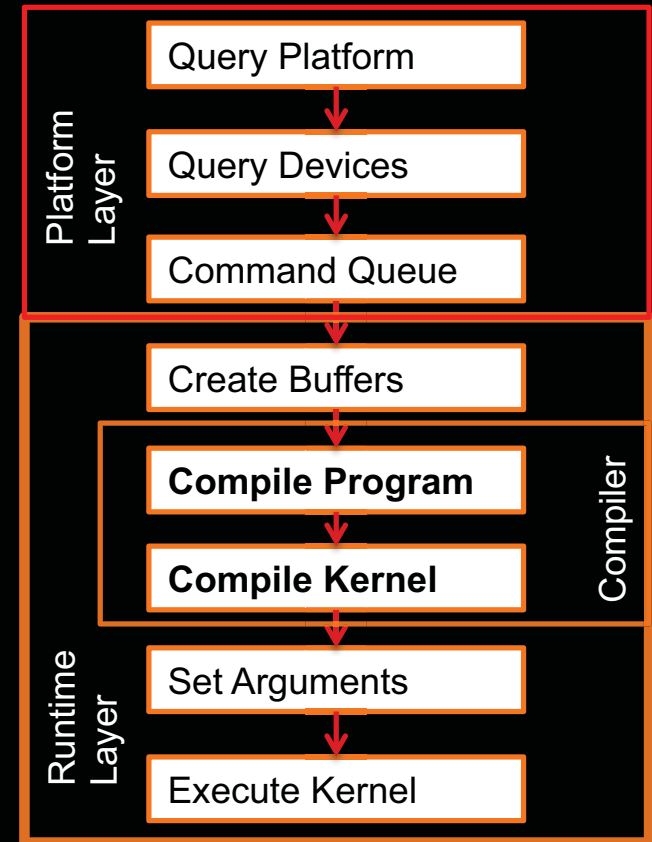 Query Platform
Query Devices
Command Queue
Platform
Layer
Create Buffers
Compile Program
Compile Kernel
Compiler
Set Arguments
Execute Kernel
Runtime
Layer